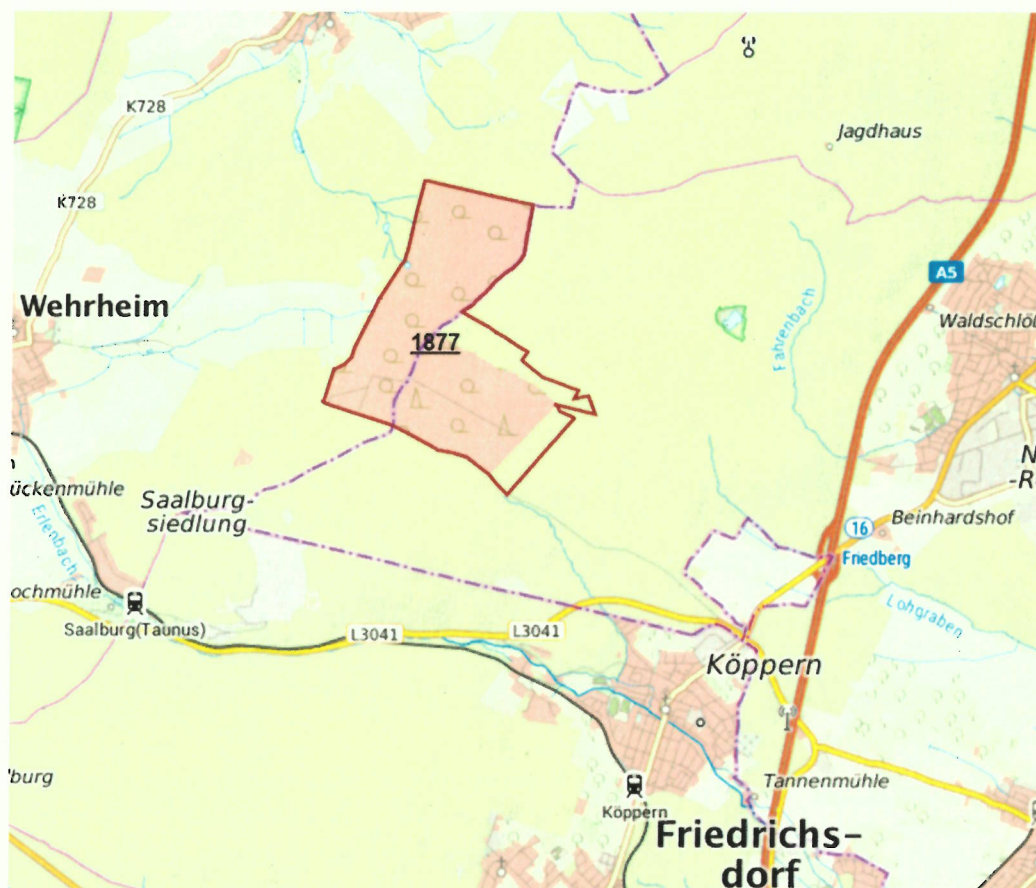 K728
Jagdhaus
K728
A5
Wehrheim
Fahrenbach
Waldschlöß
1877
ückenmühle
Saalburg-
siedlung
N
-R
16
Beinhardshof
Erlenbach
Friedberg
ochmühle
Lohgraben
Saalburg(Taunus)
L3041
L3041
Köppern
'burg
Tannenmühle
Köppern
Friedrichs-
dorf